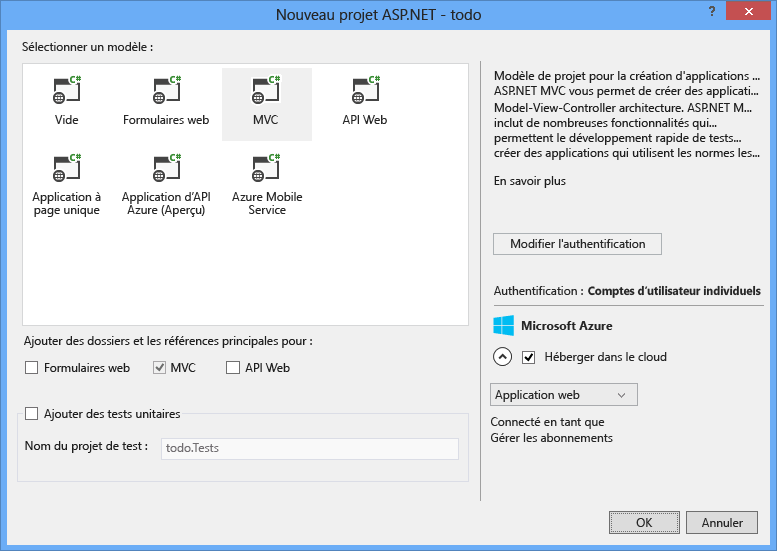 Nouveau projet ASP.NET - todo
?
Sélectionner un modèle :
C# C# C# C#
Vide Formulaires web MVC API Web
C# C# C#
Application à page unique
Application d'API Azure (Aperçu)
Azure Mobile Service
Modèle de projet pour la création d'applications ...
ASP.NET MVC vous permet de créer des applicati...
Model-View-Controller architecture. ASP.NET M...
inclut de nombreuses fonctionnalités qui...
permettent le développement rapide de tests...
créer des applications qui utilisent les normes les...
En savoir plus
Modifier l'authentification
Authentification : Comptes d'utilisateur individuels
Microsoft Azure
Héberger dans le cloud
Application web
Connecté en tant que
Gérer les abonnements
Ajouter des dossiers et les références principales pour :
Formulaires web MVC API Web
Ajouter des tests unitaires
Nom du projet de test : todo.Tests
OK Annuler